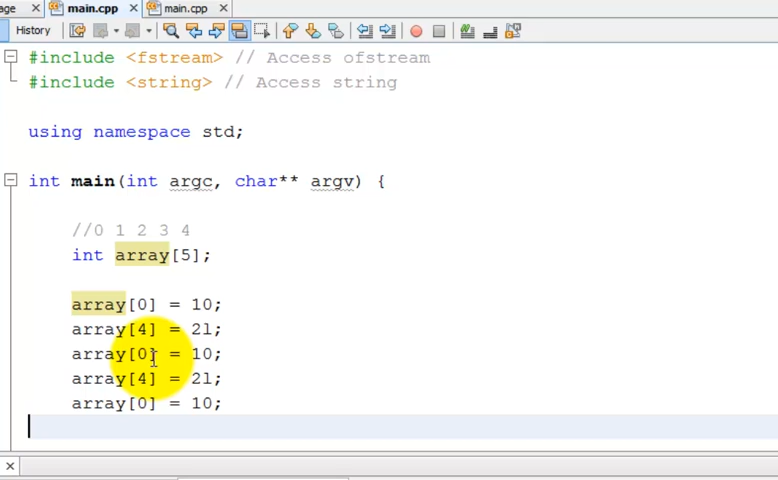 age main.cpp main.cpp
History
#include <fstream> // Access ofstream
#include <string> // Access string
using namespace std;
int main(int argc, char** argv) {
//0 1 2 3 4
int array[5];
array[0] = 10;
array[4] = 2l;
array[0] = 10;
array[4] = 2l;
array[0] = 10;